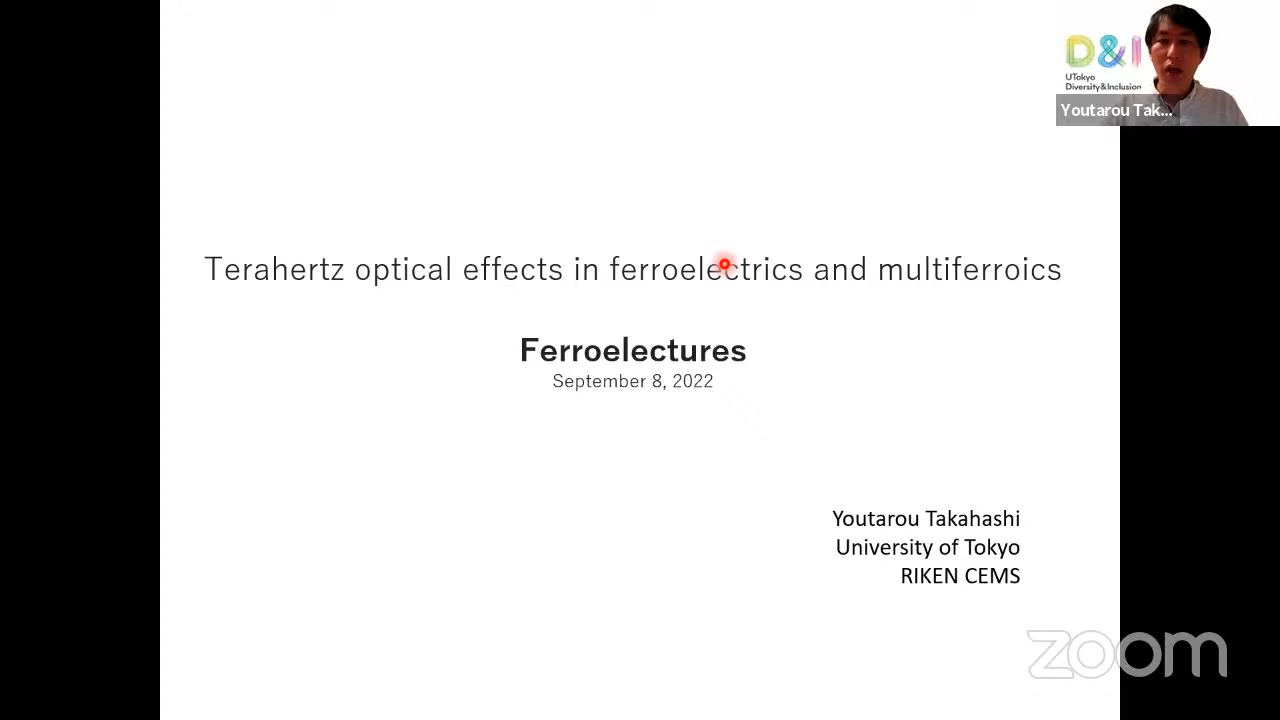 D&I
UTokyo
Diversity&Inclusion
Youtarou Tak...
Terahertz optical effects in ferroelectrics and multiferroics
Ferroelectures
September 8, 2022
Youtarou Takahashi
University of Tokyo
RIKEN CEMS
zoom